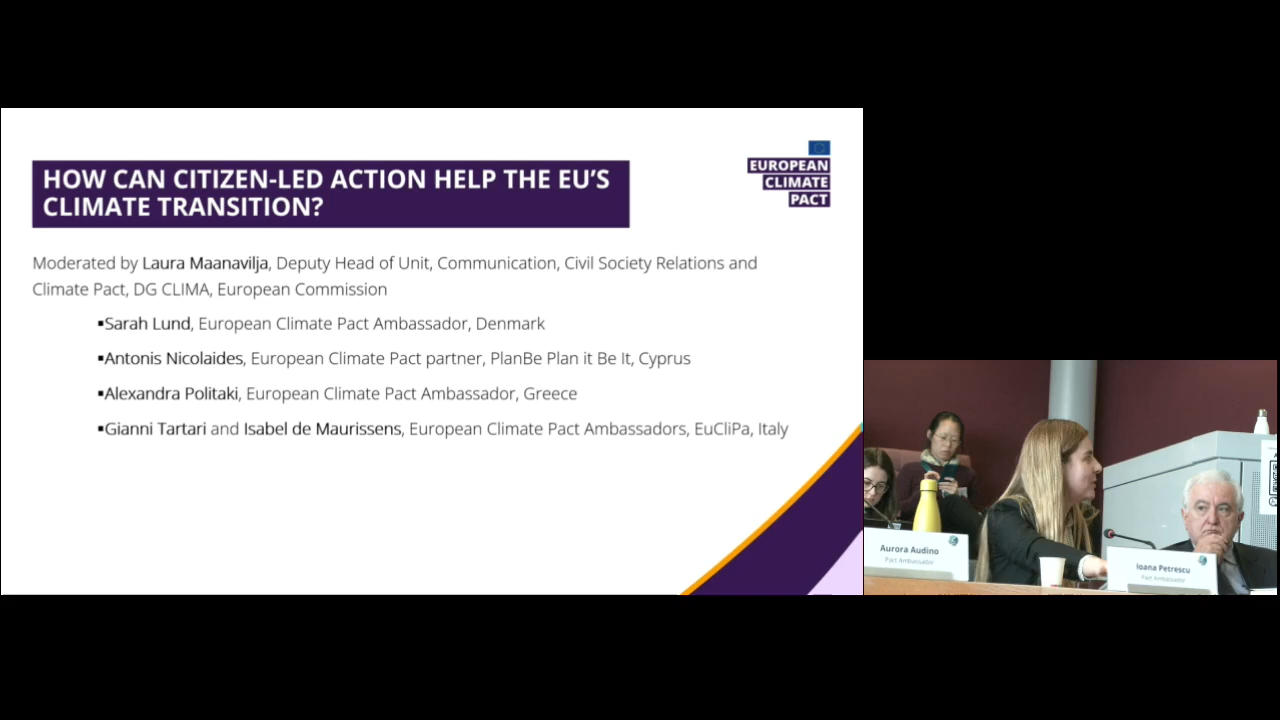 HOW CAN CITIZEN-LED ACTION HELP THE EU'S
CLIMATE TRANSITION?
EUROPEAN
CLIMATE
PACT
Moderated by Laura Maanavilja, Deputy Head of Unit, Communication, Civil Society Relations and
Climate Pact, DG CLIMA, European Commission
▪Sarah Lund, European Climate Pact Ambassador, Denmark
▪Antonis Nicolaides, European Climate Pact partner, PlanBe Plan it Be It, Cyprus
▪Alexandra Politaki, European Climate Pact Ambassador, Greece
▪Gianni Tartari and Isabel de Maurissens, European Climate Pact Ambassadors, EuCliPa, Italy
Aurora Audino
Pact Ambassador
Ioana Petrescu
Pact Ambassador